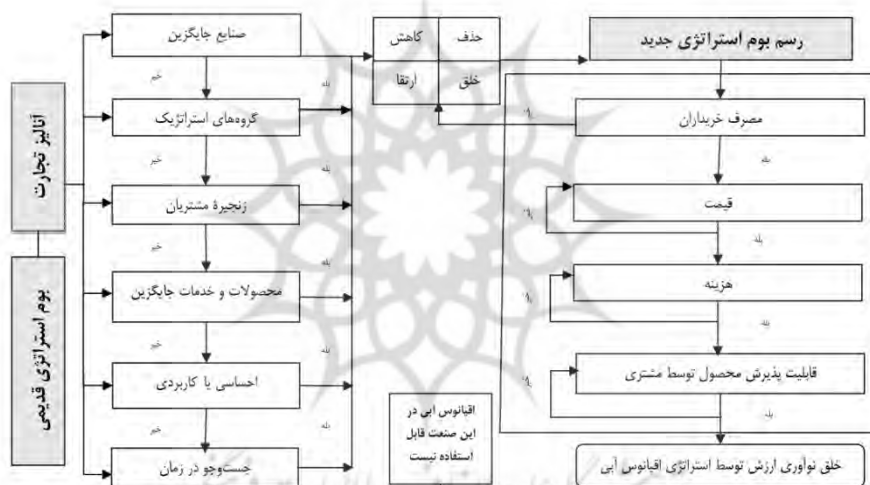 رسم بوم استراتژی جدید
حذف
کاهش
خلق
ارتقا
صنایع جایگزین
خیر
بله
گروه‌های استراتژیک
خیر
بله
زنجیرهٔ مشتریان
خیر
بله
محصولات و خدمات جایگزین
خیر
بله
احساسی یا کاربردی
خیر
بله
جست‌وجو در زمان
آنالیز تجارت
بوم استراتژی قدیمی
مصرف خریداران
بله
قیمت
بله
هزینه
بله
قابلیت پذیرش محصول توسط مشتری
بله
خلق نوآوری ارزش توسط استراتژی اقیانوس آبی
اقیانوس آبی در
این صنعت قابل
استفاده نیست